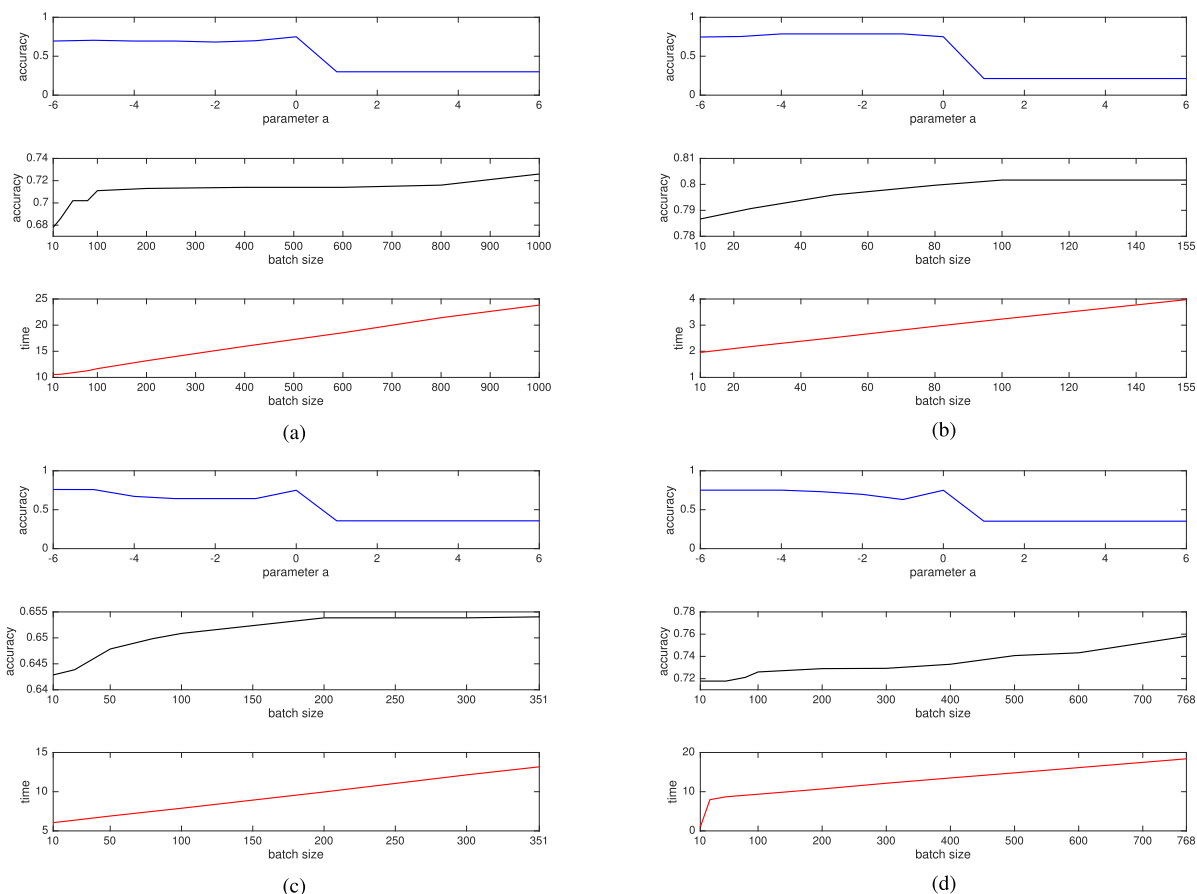 1
0.5
0
accuracy
-6 -4 -2 0 2 4 6
parameter a
0.74
0.72
0.7
0.68
accuracy
10 100 200 300 400 500 600 700 800 900 1000
batch size
25
20
15
10
time
10 100 200 300 400 500 600 700 800 900 1000
batch size
(a)
1
0.5
0
accuracy
-6 -4 -2 0 2 4 6
parameter a
0.81
0.8
0.79
0.78
accuracy
10 20 40 60 80 100 120 140 155
batch size
4
3
2
1
time
10 20 40 60 80 100 120 140 155
batch size
(b)
1
0.5
0
accuracy
-6 -4 -2 0 2 4 6
parameter a
0.655
0.65
0.645
0.64
accuracy
10 50 100 150 200 250 300 351
batch size
15
10
5
time
10 50 100 150 200 250 300 351
batch size
(c)
1
0.5
0
accuracy
-6 -4 -2 0 2 4 6
parameter a
0.78
0.76
0.74
0.72
accuracy
10 100 200 300 400 500 600 700 768
batch size
20
10
0
time
10 100 200 300 400 500 600 700 768
batch size
(d)